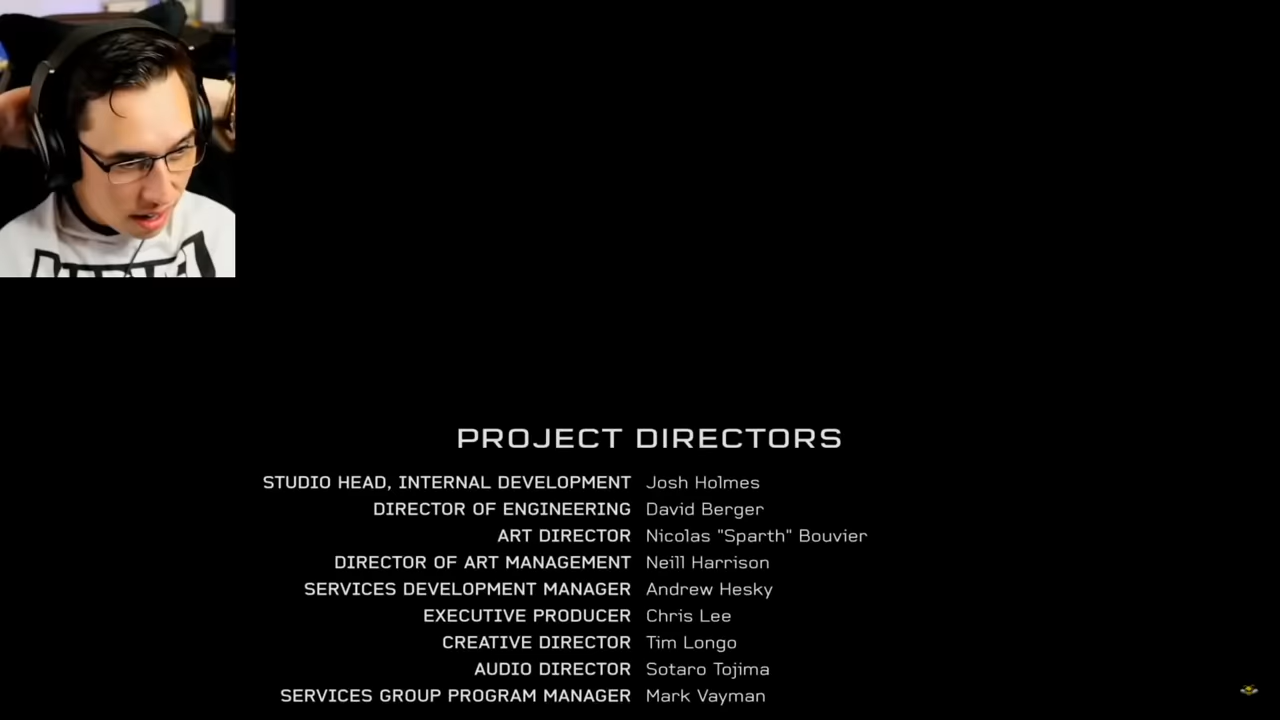 PROJECT DIRECTORS
STUDIO HEAD, INTERNAL DEVELOPMENT Josh Holmes
DIRECTOR OF ENGINEERING David Berger
ART DIRECTOR Nicolas "Sparth" Bouvier
DIRECTOR OF ART MANAGEMENT Neill Harrison
SERVICES DEVELOPMENT MANAGER Andrew Hesky
EXECUTIVE PRODUCER Chris Lee
CREATIVE DIRECTOR Tim Longo
AUDIO DIRECTOR Sotaro Tojima
SERVICES GROUP PROGRAM MANAGER Mark Vayman